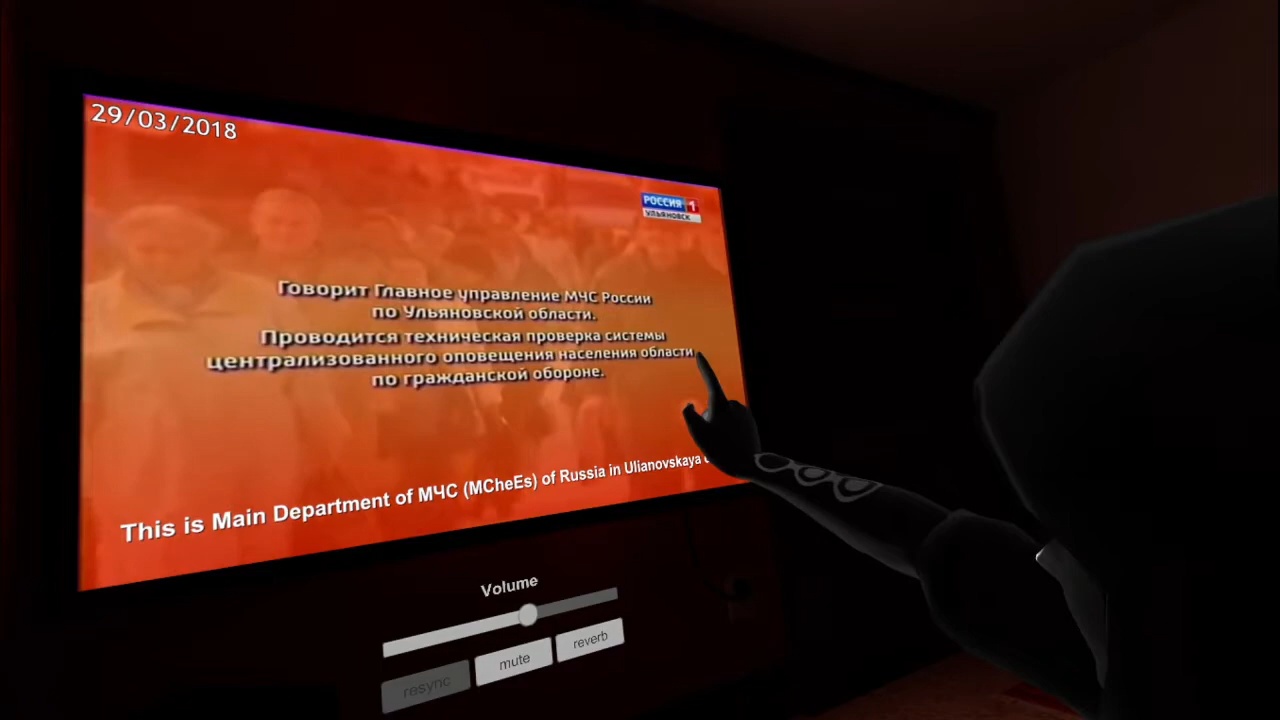 29/03/2018
РОССИЯ 1
УЛЬЯНОВСК
Говорит Главное управление МЧС России
по Ульяновской области.
Проводится техническая проверка системы
централизованного оповещения населения области
по гражданской обороне.
This is Main Department of МЧС (MCheEs) of Russia in Ulianovskaya
Volume
resync
mute
reverb